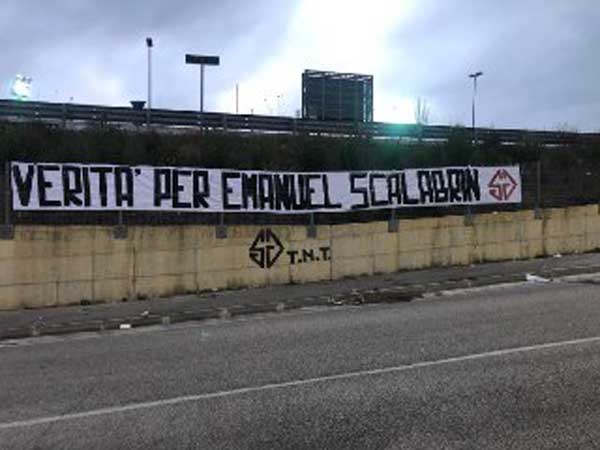 VERITA' PER EMANUEL SCALABRIN
T.N.T.